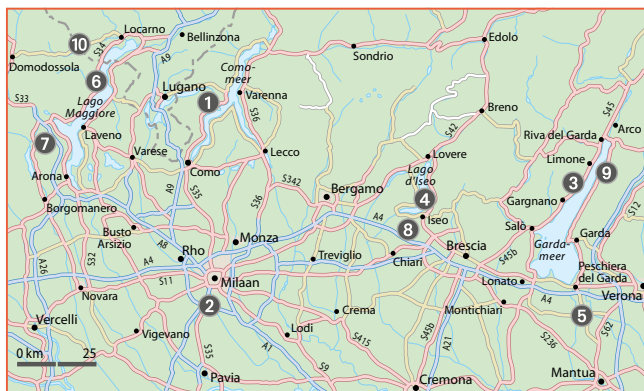 Locarno
Bellinzona
10
S34
A9
Domodossola
Sondrio
Edolo
6
Lugano
Como-
meer
1
Varenna
S33
Lago
Maggiore
S36
Breno
S45
Arco
7
Laveno
Riva del Garda
S42
Varese
Como
Lecco
Lovere
Limone
9
Arona
A9
S35
S36
S342
Lago
d'Iseo
3
Bergamo
4
Gargnano
Borgomanero
S12
Iseo
A4
8
Salò
Busto
Arsizio
A8
Rho
Monza
Brescia
Garda
Garda-
meer
S45b
Treviglio
Chiari
A26
S32
A4
S11
Milaan
Peschiera
del Garda
Lonato
A4
Verona
Novara
2
Montichiari
5
Crema
Vercelli
Vigevano
Lodi
S415
S45b
A21
S236
S62
0 km
25
S35
A1
S9
Pavia
Cremona
Mantua